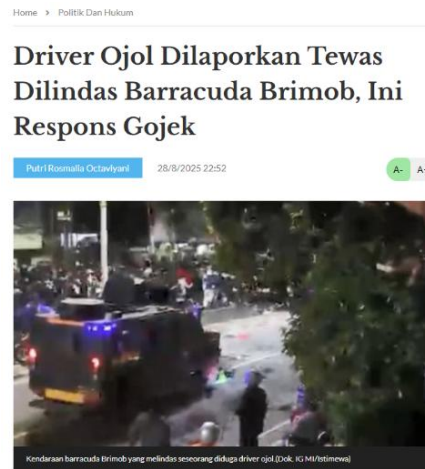 Home > Politik Dan Hukum
Driver Ojol Dilaporkan Tewas
Dilindas Barracuda Brimob, Ini
Respons Gojek
Putri Rosmalia Octaviyani 28/8/2025 22:52 A- A
Kendaraan barracuda Brimob yang melindas seseorang diduga driver ojol.(Dok. IG MI/Istimewa)